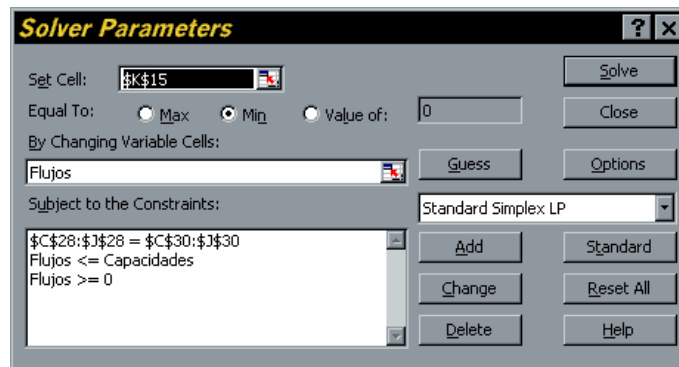 Solver Parameters ? X
Set Cell: $K$15 Solve
Equal To: Max Min Value of: 0 Close
By Changing Variable Cells:
Flujos Guess Options
Subject to the Constraints: Standard Simplex LP
$C$28:$J$28 = $C$30:$J$30 Add Standard
Flujos <= Capacidades
Flujos >= 0 Change Reset All
Delete Help